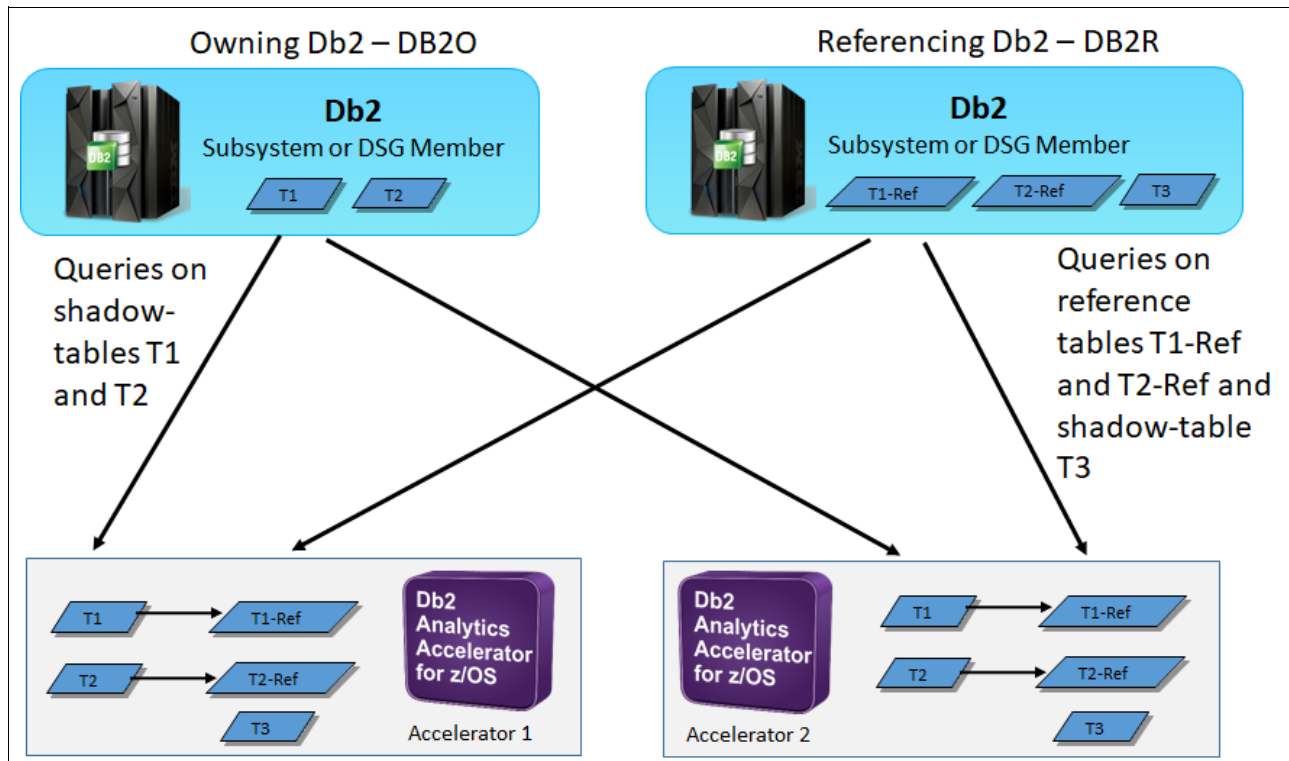 Owning Db2 – DB2O
Referencing Db2 – DB2R
DB2
Db2
Subsystem or DSG Member
T1
T2
DB2
Db2
Subsystem or DSG Member
T1-Ref
T2-Ref
T3
Queries on
shadow-
tables T1
and T2
Queries on
reference
tables T1-Ref
and T2-Ref and
shadow-table
T3
T1
T1-Ref
T2
T2-Ref
T3
Db2
Analytics
Accelerator
for z/OS
Accelerator 1
Db2
Analytics
Accelerator
for z/OS
Accelerator 2
T1
T1-Ref
T2
T2-Ref
T3